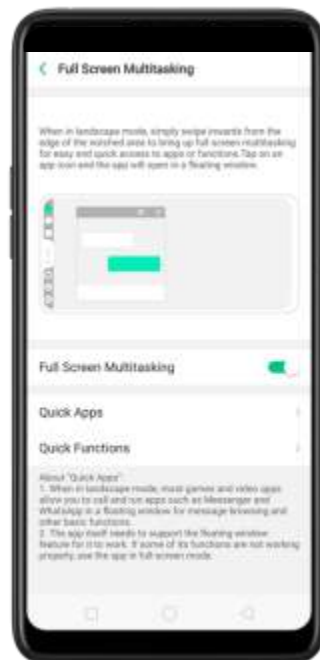 Full Screen Multitasking
When in landscape mode, simply swipe inwards from the
edge of the notched area to bring up full screen multitasking
for easy and quick access to apps or functions. Tap on an
app icon and the app will open in a floating window.
Full Screen Multitasking
Quick Apps
Quick Functions
About "Quick Apps":
1. When in landscape mode, most games and video apps
allow you to call and run apps such as Messenger and
WhatsApp in a floating window for message browsing and
other basic functions.
2. The app itself needs to support the floating window
feature for it to work. If some of its functions are not working
properly, use the app in full screen mode.